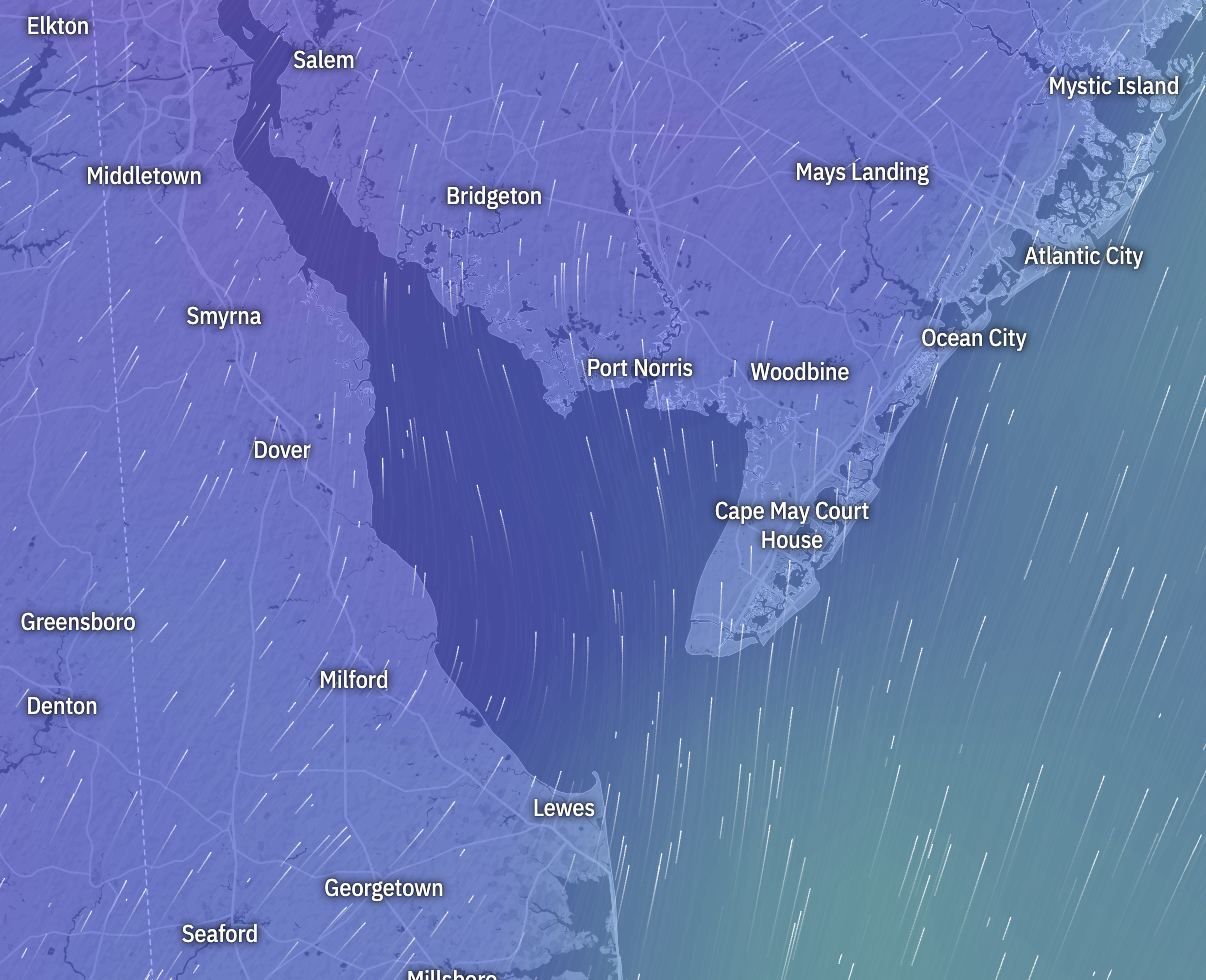 Elkton
Salem
Mystic Island
Middletown
Mays Landing
Bridgeton
Atlantic City
Smyrna
Ocean City
Port Norris
Woodbine
Dover
Cape May Court
House
Greensboro
Milford
Denton
Lewes
Georgetown
Seaford
Millsboro